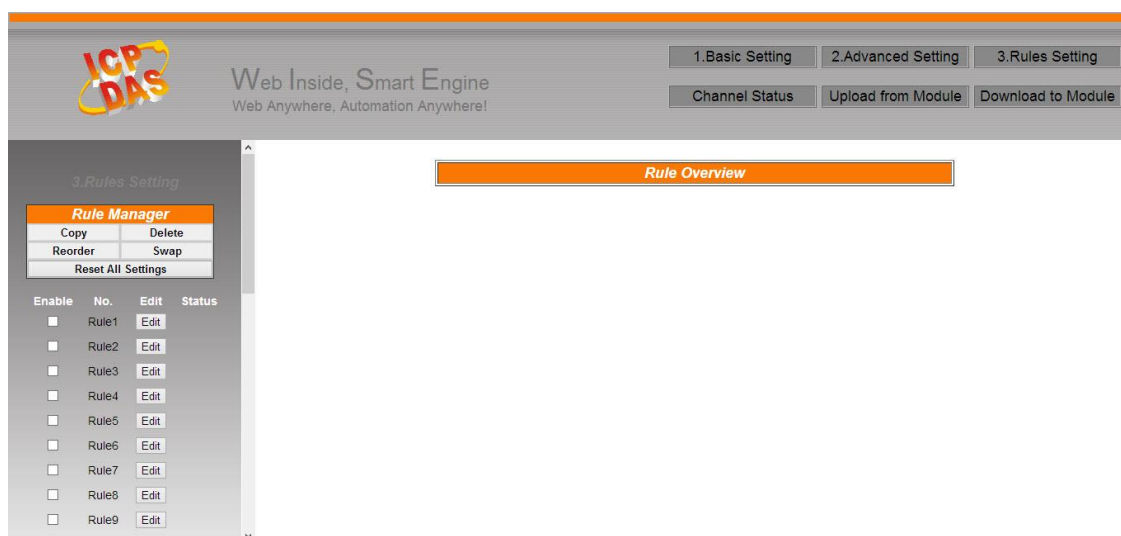 ICP DAS
Web Inside, Smart Engine
Web Anywhere, Automation Anywhere!
1.Basic Setting 2.Advanced Setting 3.Rules Setting
Channel Status Upload from Module Download to Module
3.Rules Setting
Rule Manager
Copy Delete
Reorder Swap
Reset All Settings
Enable No. Edit Status
Rule1 Edit
Rule2 Edit
Rule3 Edit
Rule4 Edit
Rule5 Edit
Rule6 Edit
Rule7 Edit
Rule8 Edit
Rule9 Edit
Rule Overview